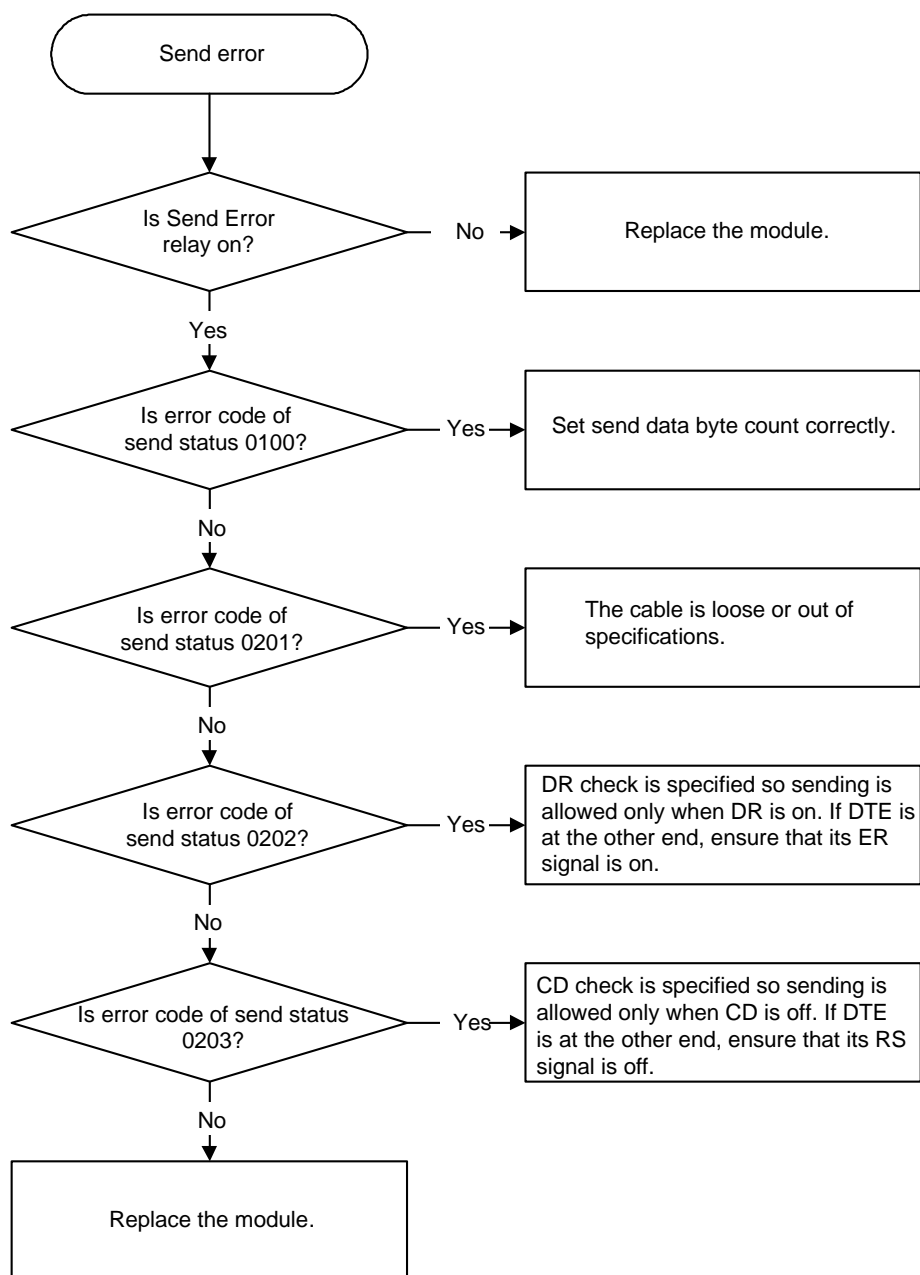 Send error
Is Send Error
relay on?
No
Replace the module.
Yes
Is error code of
send status 0100?
Yes
Set send data byte count correctly.
No
Is error code of
send status 0201?
Yes
The cable is loose or out of
specifications.
No
Is error code of
send status 0202?
Yes
DR check is specified so sending is
allowed only when DR is on. If DTE is
at the other end, ensure that its ER
signal is on.
No
Is error code of send status
0203?
Yes
CD check is specified so sending is
allowed only when CD is off. If DTE
is at the other end, ensure that its RS
signal is off.
No
Replace the module.